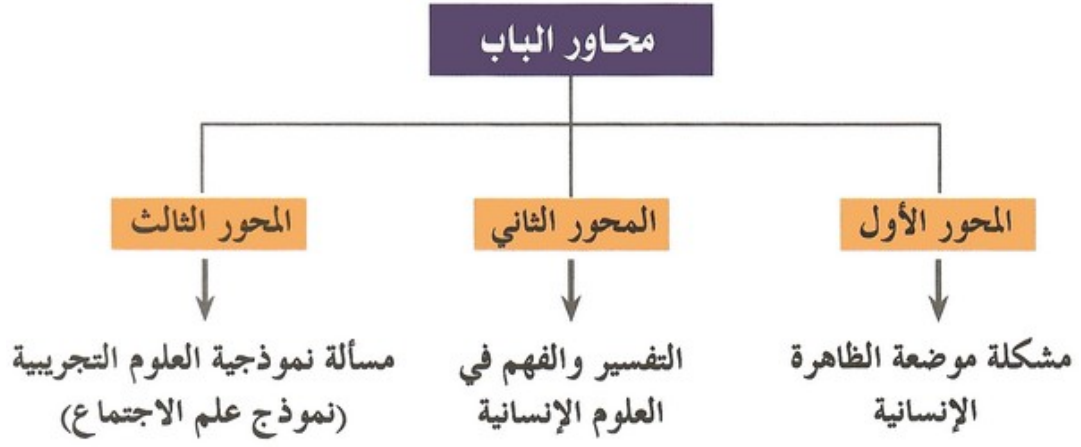 محاور الباب
المحور الأول
المحور الثاني
المحور الثالث
مشكلة موضعة الظاهرة
الإنسانية
التفسير والفهم في
العلوم الإنسانية
مسألة نموذجية العلوم التجريبية
(نموذج علم الاجتماع)